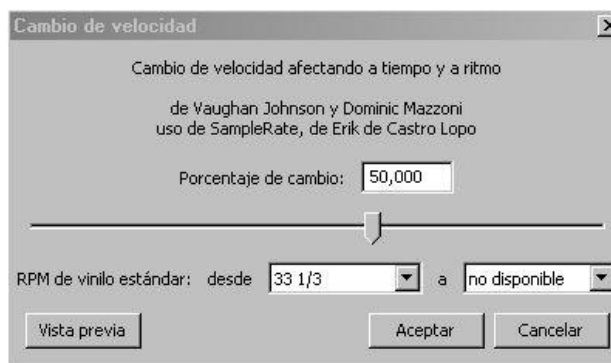 Cambio de velocidad
Cambio de velocidad afectando a tiempo y a ritmo
de Vaughan Johnson y Dominic Mazzoni
uso de SampleRate, de Erik de Castro Lopo
Porcentaje de cambio: 50,000
RPM de vinilo estándar: desde 33 1/3 a no disponible
Vista previa Aceptar Cancelar